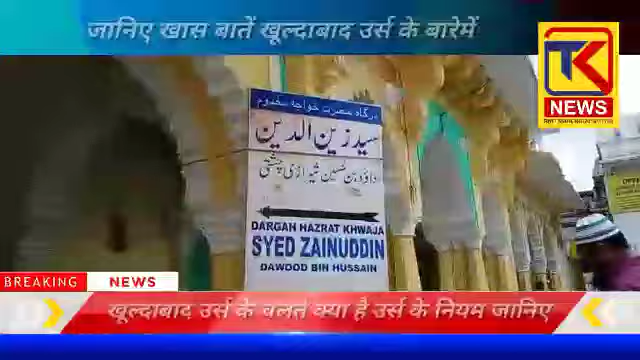 जानिए खास बातें खूल्दाबाद उर्स के बारेमें
TK
NEWS
درگاہ حضرت خواجہ مخدوم
سید زین الدین
داؤد بن حسین شیرازی چشتی
DARGAH HAZRAT KHWAJA
SYED ZAINUDDIN
DAWOOD BIN HUSSAIN
BREAKING NEWS
खूल्दाबाद उर्स के चलते क्या है उर्स के नियम जानिए